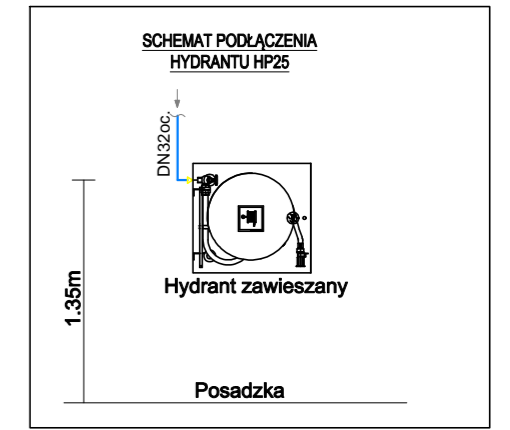 SCHEMAT PODŁĄCZENIA
HYDRANTU HP25
DN32oc.
Hydrant zawieszany
1.35m
Posadzka